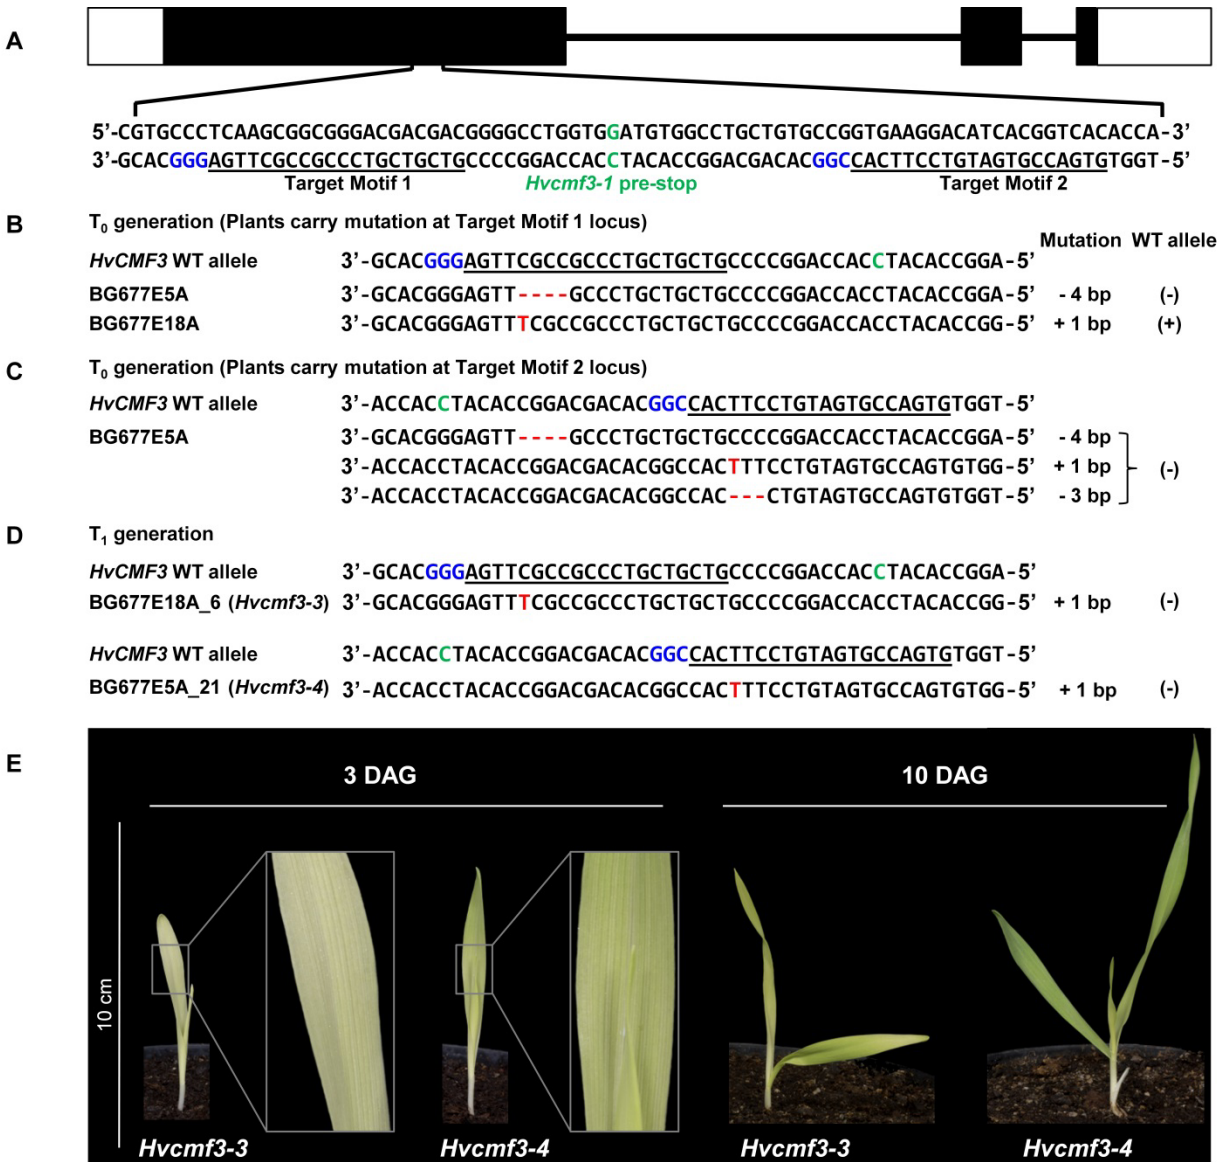 A
5'-CGTGCCCTCAAGCGGCGGGACGACGACGGGGCCTGGTGGATGTGGCCTGCTGTGCCGGTGAAGGACATCACGGTCACACCA-3'
3'-GCACGGGAGTTCGCCGCCCTGCTGCTGCCCCGGACCACCTACACCGGACGACACGGCCACTTCCTGTAGTGCCAGTGTGGT-5'
Target Motif 1 Hvcmf3-1 pre-stop Target Motif 2
B T0 generation (Plants carry mutation at Target Motif 1 locus)
Mutation WT allele
HvCMF3 WT allele 3'-GCACGGGAGTTCGCCGCCCTGCTGCTGCCCCGGACCACCTACACCGGA-5'
BG677E5A 3'-GCACGGGAGTT----GCCCTGCTGCTGCCCCGGACCACCTACACCGGA-5' - 4 bp (-)
BG677E18A 3'-GCACGGGAGTTTCGCCGCCCTGCTGCTGCCCCGGACCACCTACACCGG-5' + 1 bp (+)
C T0 generation (Plants carry mutation at Target Motif 2 locus)
HvCMF3 WT allele 3'-ACCACCTACACCGGACGACACGGCCACTTCCTGTAGTGCCAGTGTGGT-5'
BG677E5A 3'-GCACGGGAGTT----GCCCTGCTGCTGCCCCGGACCACCTACACCGGA-5' - 4 bp
3'-ACCACCTACACCGGACGACACGGCCACTTTCCTGTAGTGCCAGTGTGG-5' + 1 bp (-)
3'-ACCACCTACACCGGACGACACGGCCAC---CTGTAGTGCCAGTGTGGT-5' - 3 bp
D T1 generation
HvCMF3 WT allele 3'-GCACGGGAGTTCGCCGCCCTGCTGCTGCCCCGGACCACCTACACCGGA-5'
BG677E18A_6 (Hvcmf3-3) 3'-GCACGGGAGTTTCGCCGCCCTGCTGCTGCCCCGGACCACCTACACCGG-5' + 1 bp (-)
HvCMF3 WT allele 3'-ACCACCTACACCGGACGACACGGCCACTTCCTGTAGTGCCAGTGTGGT-5'
BG677E5A_21 (Hvcmf3-4) 3'-ACCACCTACACCGGACGACACGGCCACTTTCCTGTAGTGCCAGTGTGG-5' + 1 bp (-)
E
3 DAG 10 DAG
10 cm
Hvcmf3-3 Hvcmf3-4 Hvcmf3-3 Hvcmf3-4